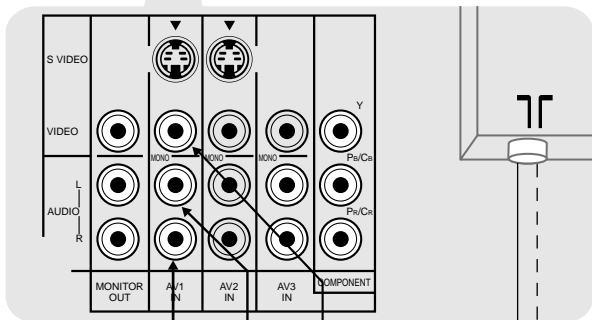 S VIDEO
Y
VIDEO
MONO MONO MONO
PB/CB
L
AUDIO
PR/CR
R
MONITOR OUT
AV1 IN
AV2 IN
AV3 IN
COMPONENT